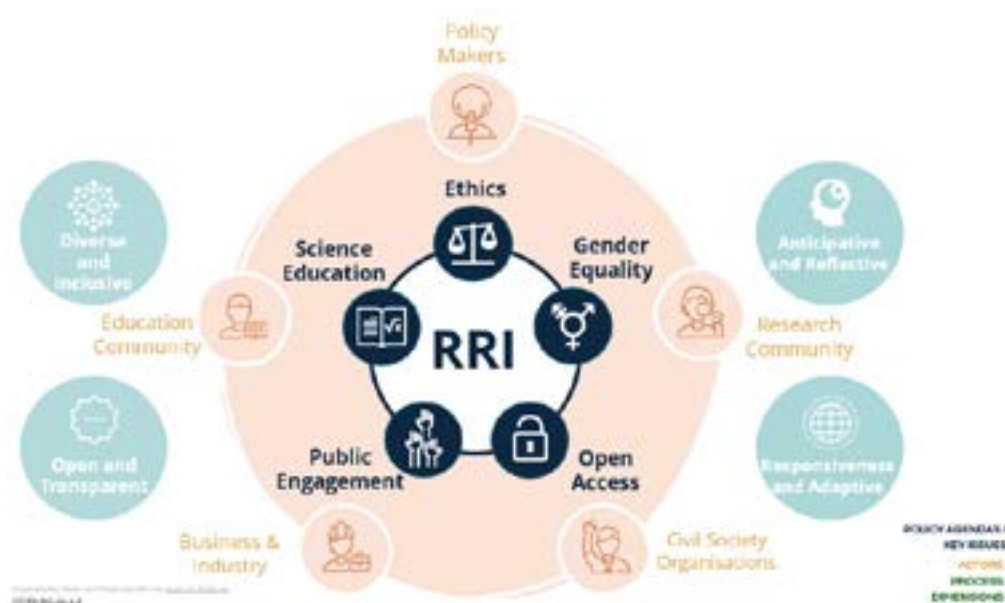 Policy
Makers
Ethics
Science
Education
Gender
Equality
Diverse
and
Inclusive
Anticipative
and Reflective
Education
Community
RRI
Research
Community
Open and
Transparent
Public
Engagement
Open
Access
Responsiveness
and Adaptive
Business &
Industry
Civil Society
Organisations
POLICY AGENDAS /
KEY ISSUES
ACTORS
PROCESS
DIMENSIONS